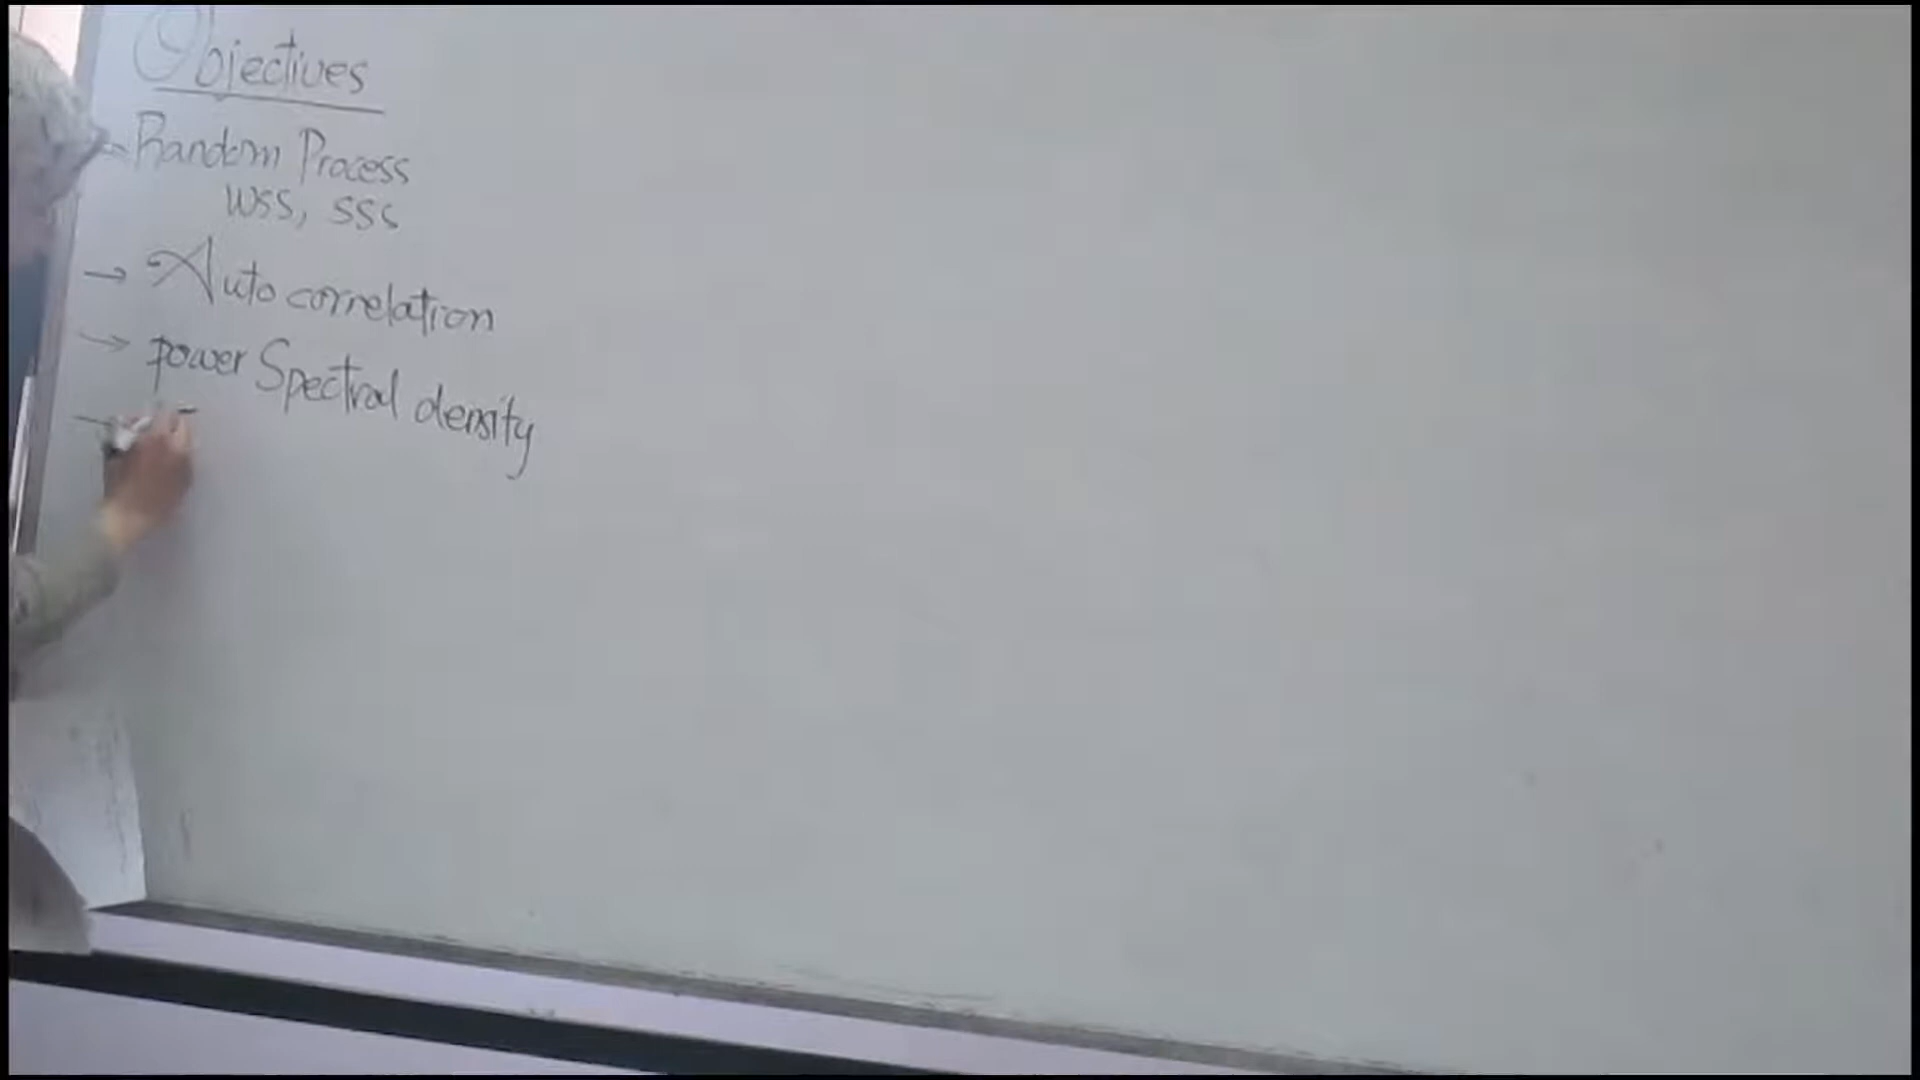 Objectives
→ Random Process
WSS, SSS
→ Auto correlation
→ power Spectral density